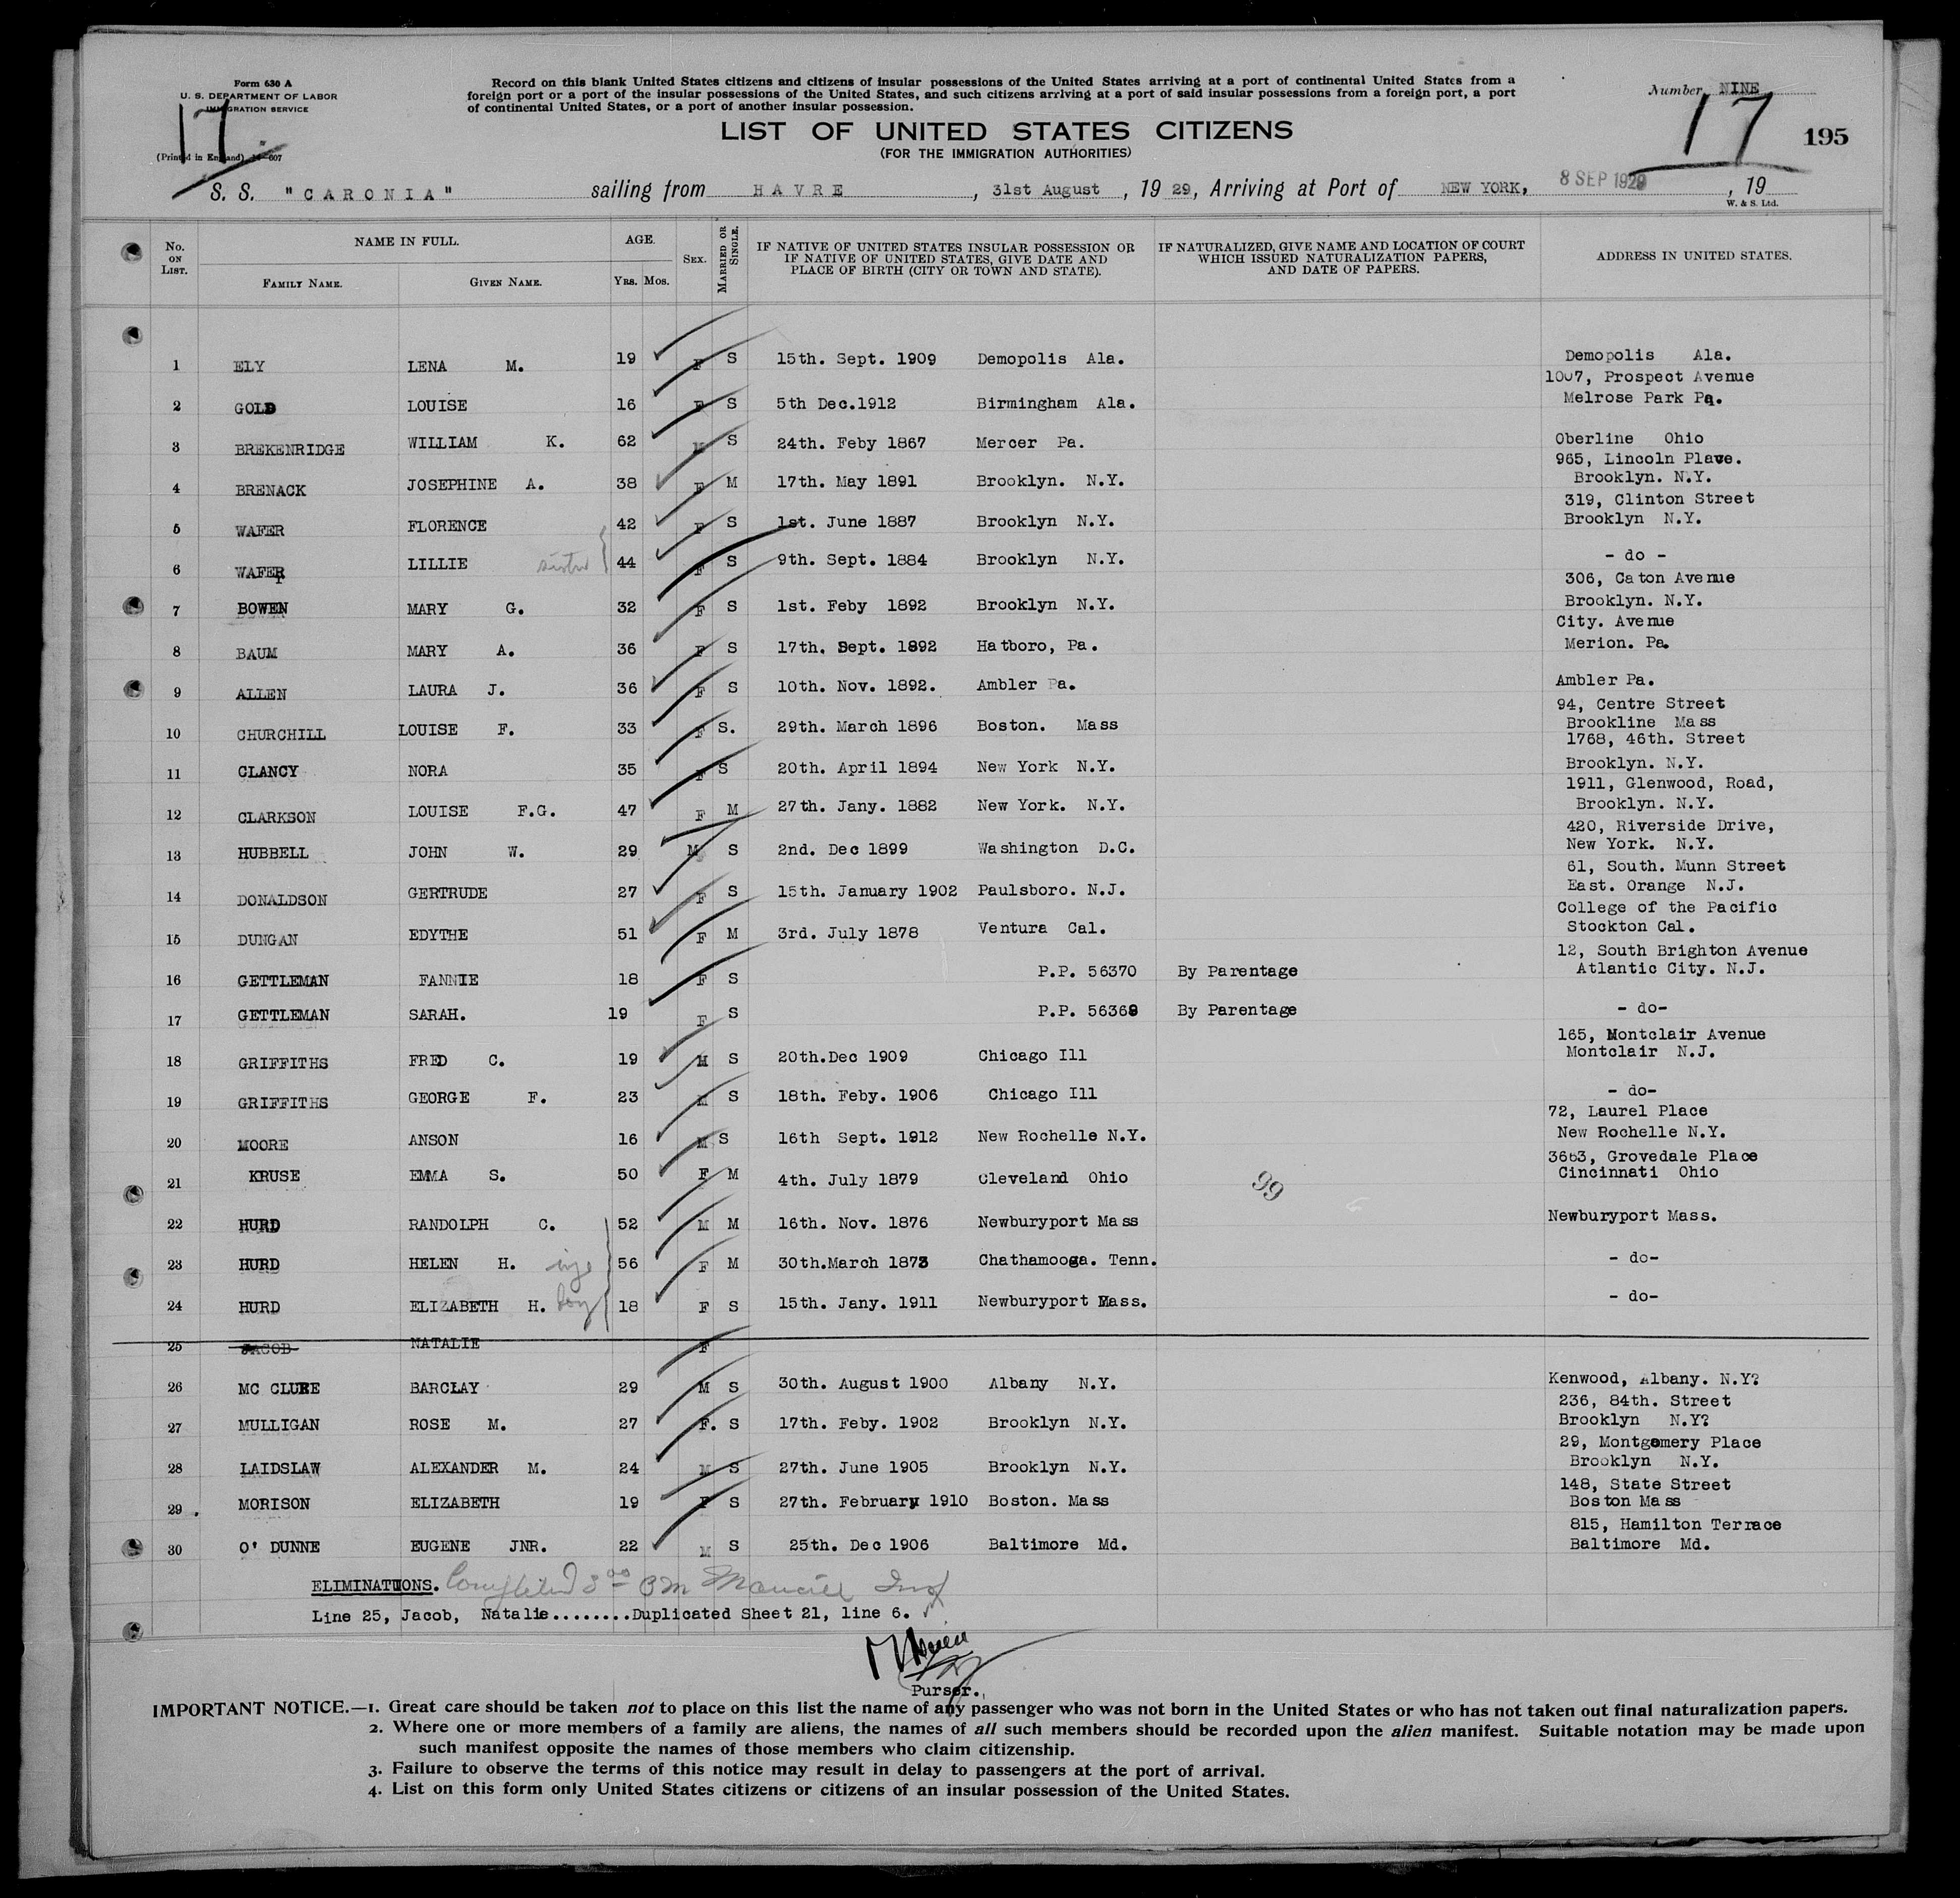 Form 630 A
U. S. DEPARTMENT OF LABOR
IMMIGRATION SERVICE
(Printed in England) 14—607
17
Record on this blank United States citizens and citizens of insular possessions of the United States arriving at a port of continental United States from a
foreign port or a port of the insular possessions of the United States, and such citizens arriving at a port of said insular possessions from a foreign port, a port
of continental United States, or a port of another insular possession.
Number NINE
17
195
LIST OF UNITED STATES CITIZENS
(FOR THE IMMIGRATION AUTHORITIES)
S. S. "CARONIA" sailing from HAVRE, 31st August, 19 29, Arriving at Port of NEW YORK, 8 SEP 1929, 19
W. & S. Ltd.
No. ON LIST. NAME IN FULL. FAMILY NAME. GIVEN NAME. AGE. YRS. MOS. SEX. MARRIED OR SINGLE. IF NATIVE OF UNITED STATES INSULAR POSSESSION OR IF NATIVE OF UNITED STATES, GIVE DATE AND PLACE OF BIRTH (CITY OR TOWN AND STATE). IF NATURALIZED, GIVE NAME AND LOCATION OF COURT WHICH ISSUED NATURALIZATION PAPERS, AND DATE OF PAPERS. ADDRESS IN UNITED STATES.
1 ELY LENA M. 19 F S 15th. Sept. 1909 Demopolis Ala. Demopolis Ala.
1007, Prospect Avenue
2 GOLD LOUISE 16 F S 5th Dec.1912 Birmingham Ala. Melrose Park Pa.
3 BREKENRIDGE WILLIAM K. 62 M S 24th. Feby 1867 Mercer Pa. Oberline Ohio
965, Lincoln Plave.
4 BRENACK JOSEPHINE A. 38 F M 17th. May 1891 Brooklyn. N.Y. Brooklyn. N.Y.
319, Clinton Street
5 WAFER FLORENCE 42 F S 1st. June 1887 Brooklyn N.Y. Brooklyn N.Y.
6 WAFER LILLIE sister 44 F S 9th. Sept. 1884 Brooklyn N.Y. - do -
306, Caton Avenue
7 BOWEN MARY G. 32 F S 1st. Feby 1892 Brooklyn N.Y. Brooklyn. N.Y.
City. Avenue
8 BAUM MARY A. 36 F S 17th. Sept. 1892 Hatboro, Pa. Merion. Pa.
9 ALLEN LAURA J. 36 F S 10th. Nov. 1892. Ambler Pa. Ambler Pa.
94, Centre Street
10 CHURCHILL LOUISE F. 33 F S. 29th. March 1896 Boston. Mass Brookline Mass
1768, 46th. Street
11 CLANCY NORA 35 F S 20th. April 1894 New York N.Y. Brooklyn. N.Y.
1911, Glenwood, Road,
12 CLARKSON LOUISE F.G. 47 F M 27th. Jany. 1882 New York. N.Y. Brooklyn. N.Y.
420, Riverside Drive,
13 HUBBELL JOHN W. 29 M S 2nd. Dec 1899 Washington D.C. New York. N.Y.
61, South. Munn Street
14 DONALDSON GERTRUDE 27 F S 15th. January 1902 Paulsboro. N.J. East. Orange N.J.
College of the Pacific
15 DUNGAN EDYTHE 51 F M 3rd. July 1878 Ventura Cal. Stockton Cal.
12, South Brighton Avenue
16 GETTLEMAN FANNIE 18 F S P.P. 56370 By Parentage Atlantic City. N.J.
17 GETTLEMAN SARAH. 19 F S P.P. 56369 By Parentage - do-
165, Montclair Avenue
18 GRIFFITHS FRED C. 19 M S 20th.Dec 1909 Chicago Ill Montclair N.J.
19 GRIFFITHS GEORGE F. 23 M S 18th. Feby. 1906 Chicago Ill - do-
72, Laurel Place
20 MOORE ANSON 16 M S 16th Sept. 1912 New Rochelle N.Y. New Rochelle N.Y.
3663, Grovedale Place
21 KRUSE EMMA S. 50 F M 4th. July 1879 Cleveland Ohio Cincinnati Ohio
99
22 HURD RANDOLPH C. 52 M M 16th. Nov. 1876 Newburyport Mass Newburyport Mass.
23 HURD HELEN H. 56 F M 30th.March 1873 Chathamooga. Tenn. - do-
24 HURD ELIZABETH H. 18 F S 15th. Jany. 1911 Newburyport Mass. - do-
25 JACOB NATALIE F
26 MC CLURE BARCLAY 29 M S 30th. August 1900 Albany N.Y. Kenwood, Albany. N.Y?
236, 84th. Street
27 MULLIGAN ROSE M. 27 F. S 17th. Feby. 1902 Brooklyn N.Y. Brooklyn N.Y?
29, Montgomery Place
28 LAIDSLAW ALEXANDER M. 24 M S 27th. June 1905 Brooklyn N.Y. Brooklyn N.Y.
148, State Street
29 MORISON ELIZABETH 19 F S 27th. February 1910 Boston. Mass Boston Mass
815, Hamilton Terrace
30 O' DUNNE EUGENE JNR. 22 M S 25th. Dec 1906 Baltimore Md. Baltimore Md.
ELIMINATIONS. Completed 3 00 PM
Line 25, Jacob, Natalie........Duplicated Sheet 21, line 6.
Purser.
IMPORTANT NOTICE.—1. Great care should be taken not to place on this list the name of any passenger who was not born in the United States or who has not taken out final naturalization papers.
2. Where one or more members of a family are aliens, the names of all such members should be recorded upon the alien manifest. Suitable notation may be made upon
such manifest opposite the names of those members who claim citizenship.
3. Failure to observe the terms of this notice may result in delay to passengers at the port of arrival.
4. List on this form only United States citizens or citizens of an insular possession of the United States.